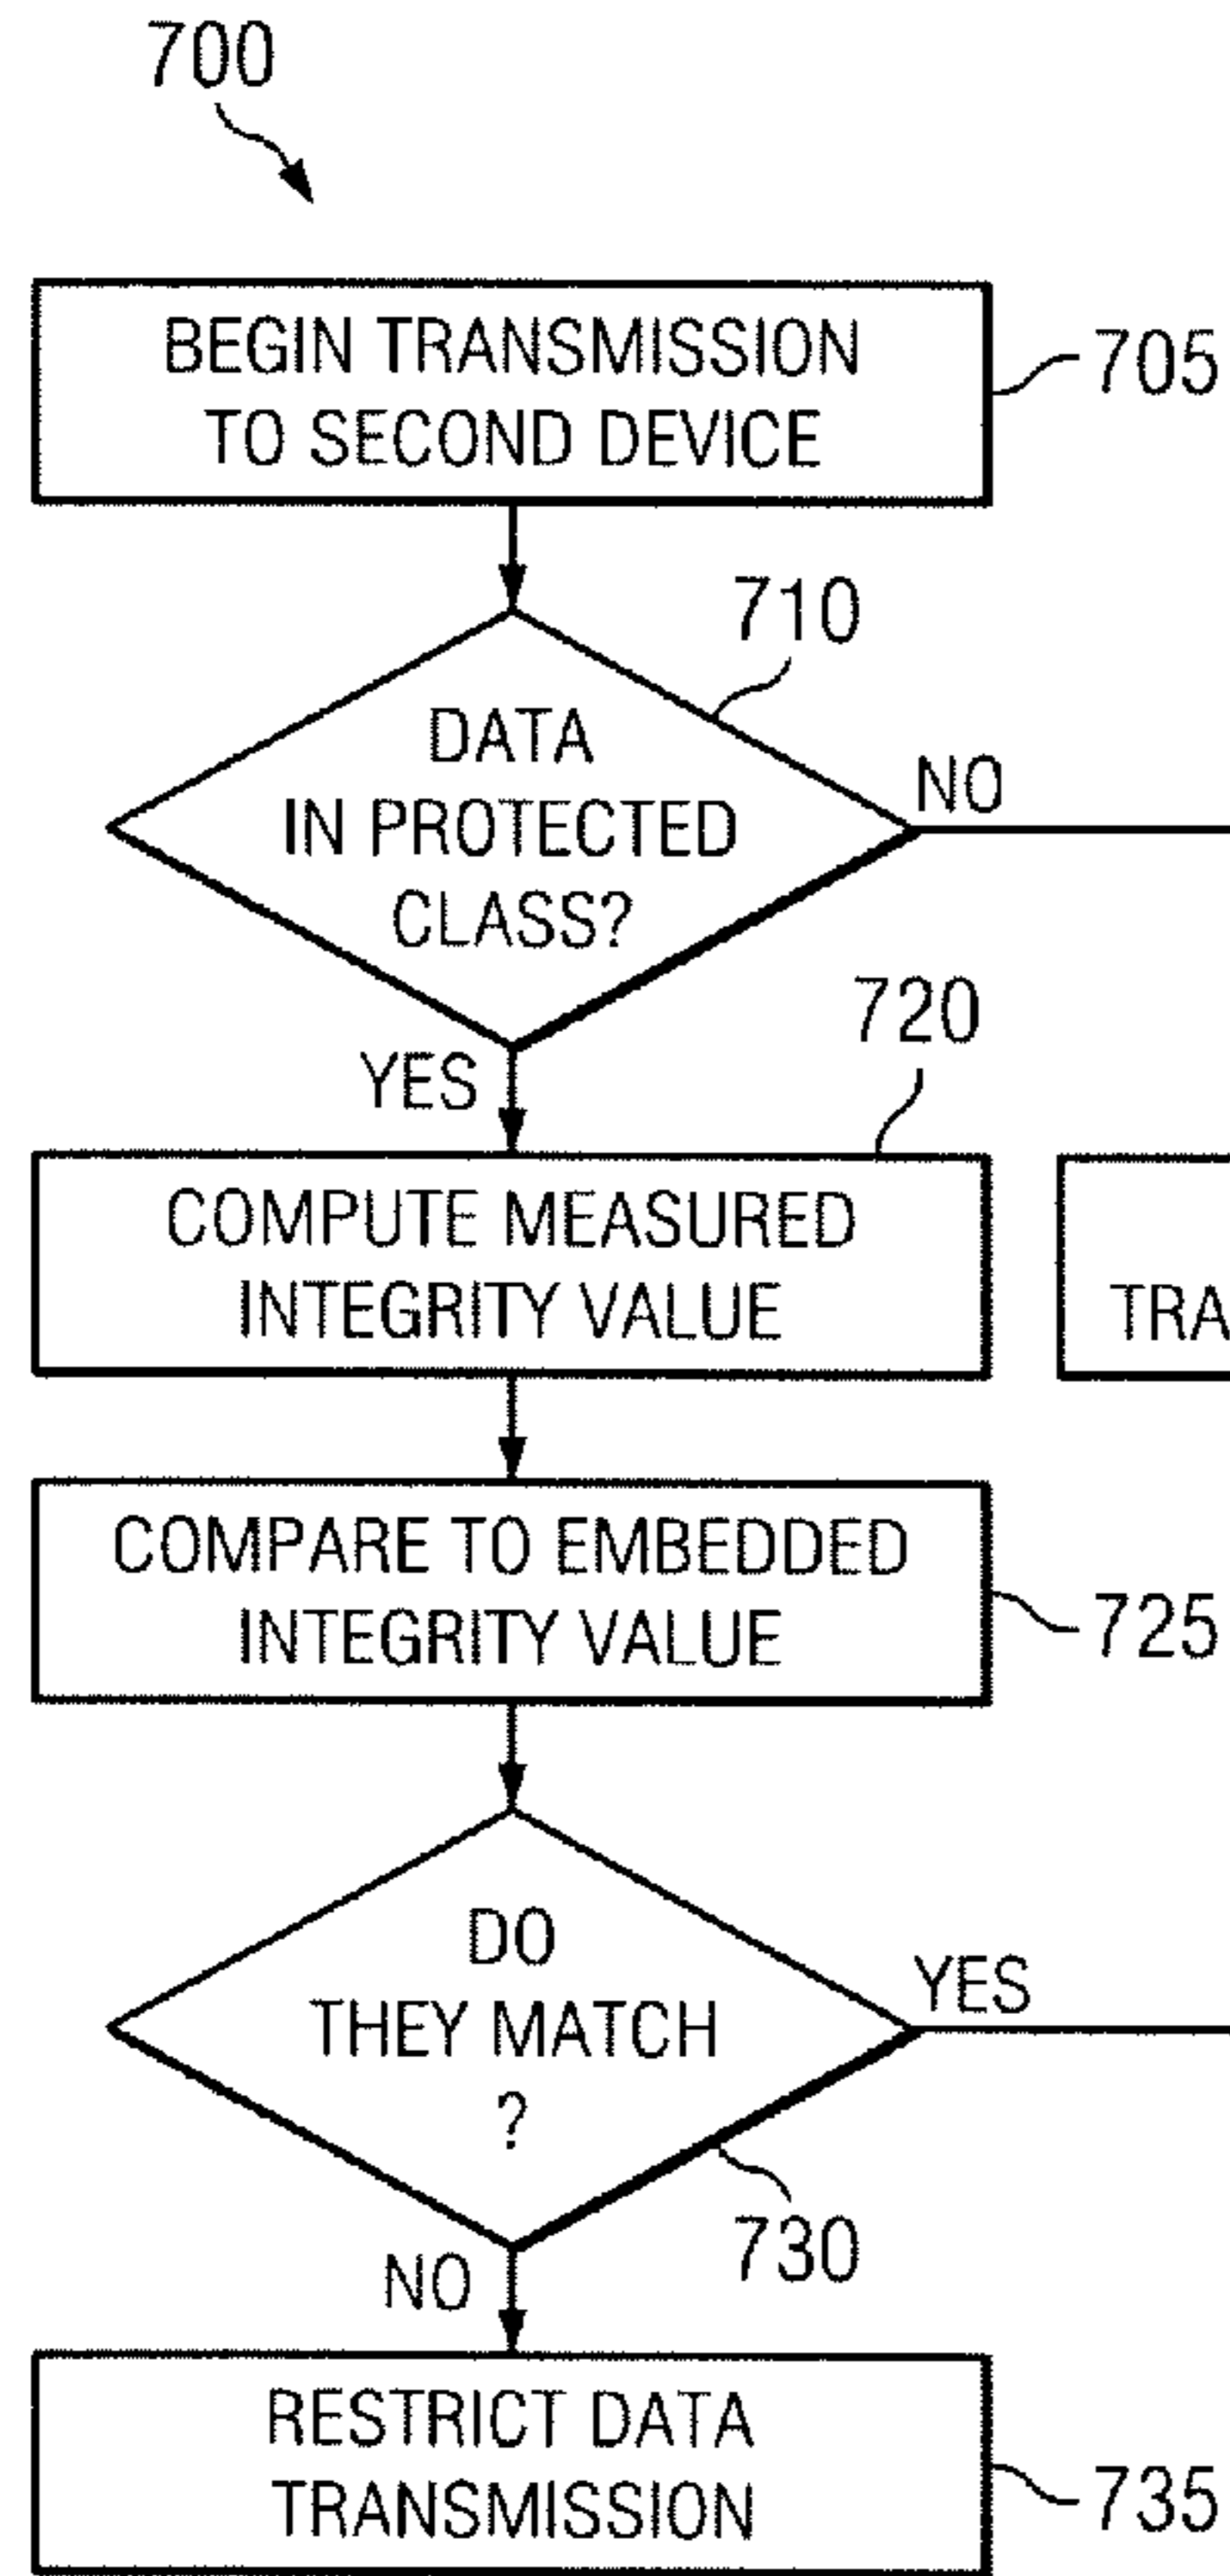 700
BEGIN TRANSMISSION
TO SECOND DEVICE
705
710
DATA
IN PROTECTED
CLASS?
NO
YES
720
COMPUTE MEASURED
INTEGRITY VALUE
TRA
COMPARE TO EMBEDDED
INTEGRITY VALUE
725
DO
THEY MATCH
?
YES
730
NO
RESTRICT DATA
TRANSMISSION
735